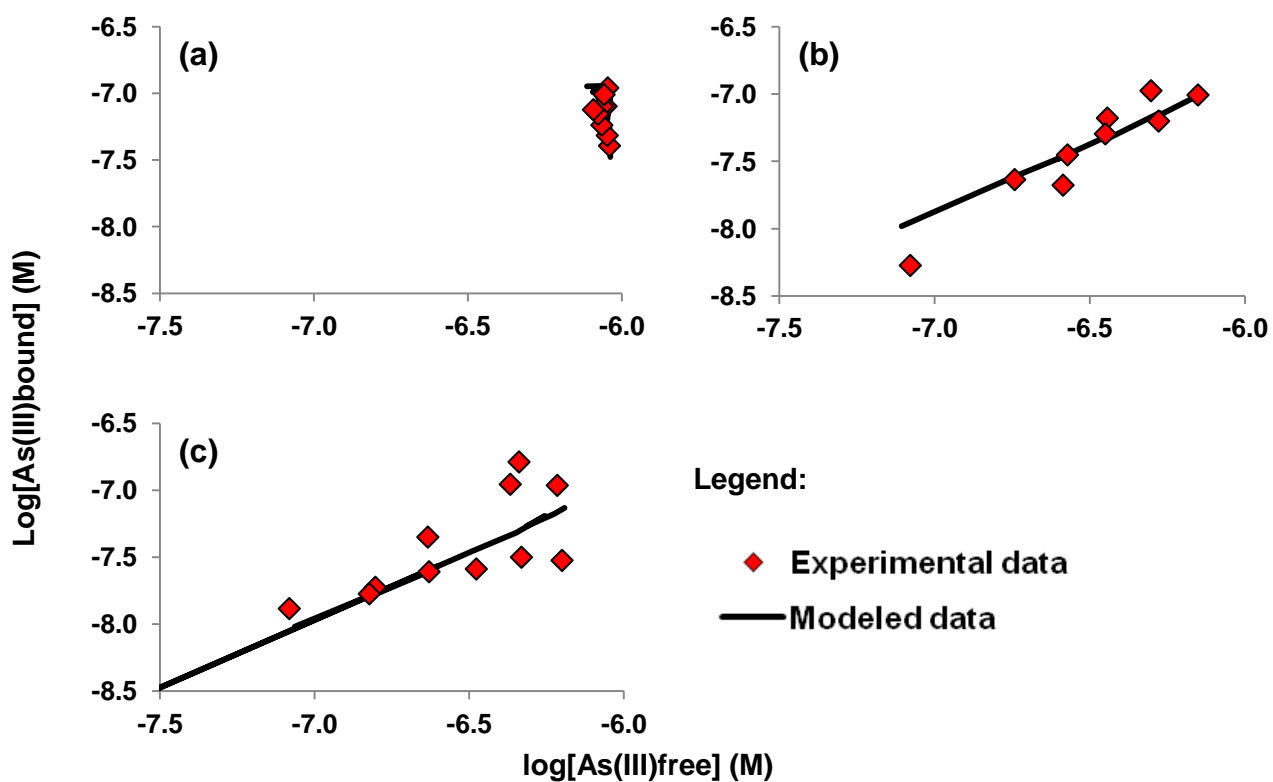 Log[As(III)bound] (M)
(a)
-6.5
-7.0
-7.5
-8.0
-8.5
-7.5 -7.0 -6.5 -6.0
(b)
-6.5
-7.0
-7.5
-8.0
-8.5
-7.5 -7.0 -6.5 -6.0
(c)
-6.5
-7.0
-7.5
-8.0
-8.5
-7.5 -7.0 -6.5 -6.0
log[As(III)free] (M)
Legend:
Experimental data
Modeled data